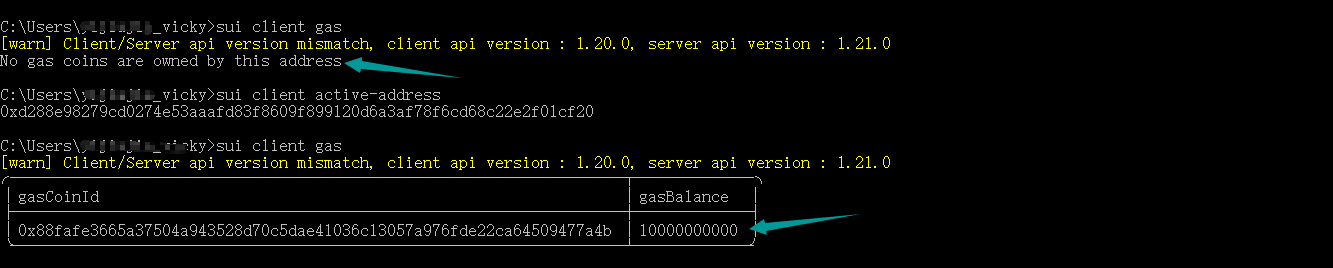 C:\Users\ _vicky>sui client gas
[warn] Client/Server api version mismatch, client api version : 1.20.0, server api version : 1.21.0
No gas coins are owned by this address
C:\Users\ _vicky>sui client active-address
0xd288e98279cd0274e53aaafd83f8609f899120d6a3af78f6cd68c22e2f01cf20
C:\Users\ cky>sui client gas
[warn] Client/Server api version mismatch, client api version : 1.20.0, server api version : 1.21.0
gasCoinId gasBalance
0x88fafe3665a37504a943528d70c5dae41036c13057a976fde22ca64509477a4b 10000000000